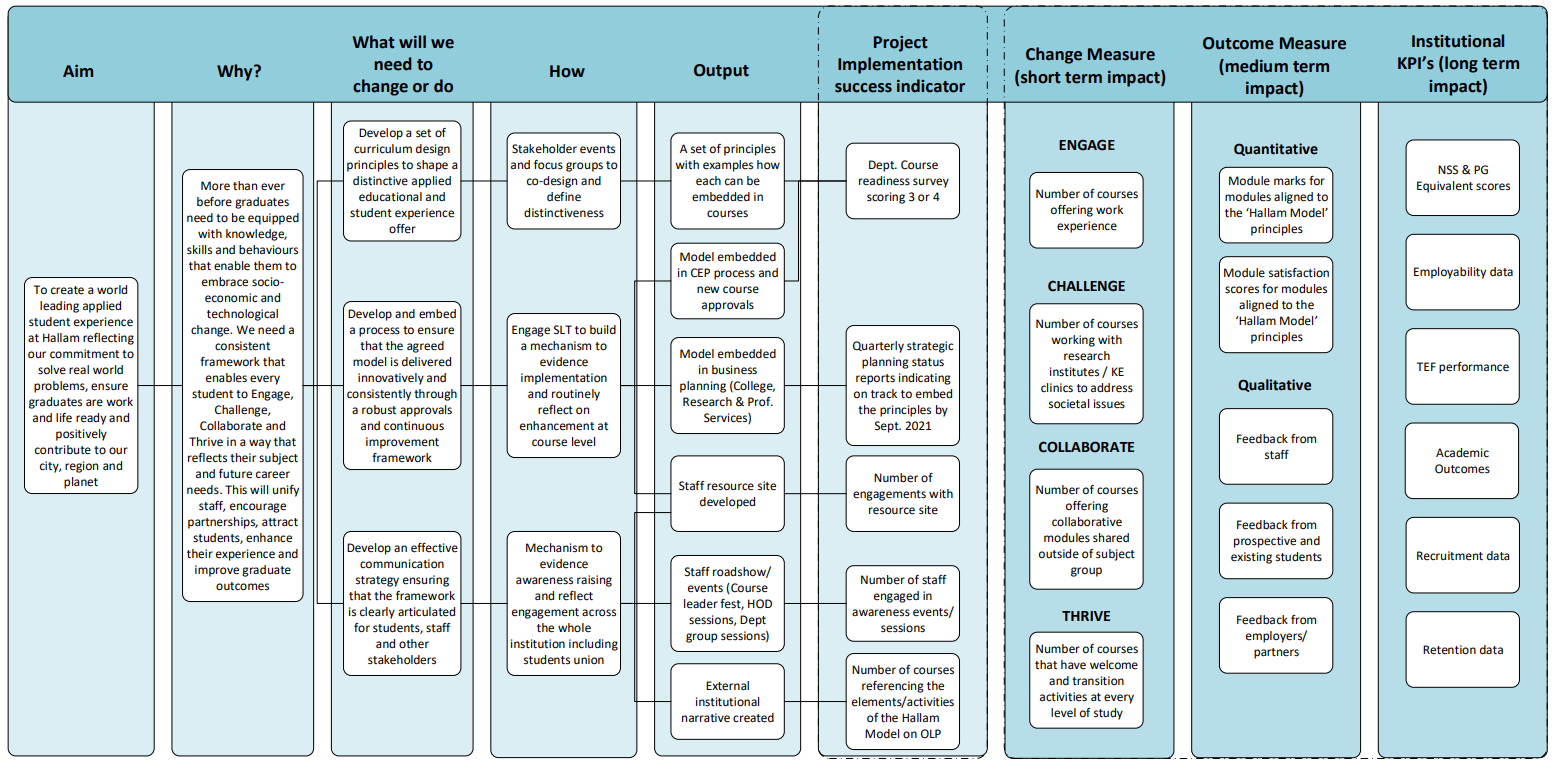 Aim
Why?
What will we
need to
change or do
How
Output
Project
Implementation
success indicator
Change Measure
(short term impact)
Outcome Measure
(medium term
impact)
Institutional
KPI's (long term
impact)
To create a world
leading applied
student experience
at Hallam reflecting
our commitment to
solve real world
problems, ensure
graduates are work
and life ready and
positively
contribute to our
city, region and
planet
More than ever
before graduates
need to be equipped
with knowledge,
skills and behaviours
that enable them to
embrace socio-
economic and
technological
change. We need a
consistent
framework that
enables every
student to Engage,
Challenge,
Collaborate and
Thrive in a way that
reflects their subject
and future career
needs. This will unify
staff, encourage
partnerships, attract
students, enhance
their experience and
improve graduate
outcomes
Develop a set of
curriculum design
principles to shape a
distinctive applied
educational and
student experience
offer
Develop and embed
a process to ensure
that the agreed
model is delivered
innovatively and
consistently through
a robust approvals
and continuous
improvement
framework
Develop an effective
communication
strategy ensuring
that the framework
is clearly articulated
for students, staff
and other
stakeholders
Stakeholder events
and focus groups to
co-design and
define
distinctiveness
Engage SLT to build
a mechanism to
evidence
implementation
and routinely
reflect on
enhancement at
course level
Mechanism to
evidence
awareness raising
and reflect
engagement across
the whole
institution including
students union
A set of principles
with examples how
each can be
embedded in
courses
Model embedded
in CEP process and
new course
approvals
Model embedded
in business
planning (College,
Research & Prof.
Services)
Staff resource site
developed
Staff roadshow/
events (Course
leader fest, HOD
sessions, Dept
group sessions)
External
institutional
narrative created
Dept. Course
readiness survey
scoring 3 or 4
Quarterly strategic
planning status
reports indicating
on track to embed
the principles by
Sept. 2021
Number of
engagements with
resource site
Number of staff
engaged in
awareness events/
sessions
Number of courses
referencing the
elements/activities
of the Hallam
Model on OLP
ENGAGE
Number of courses
offering work
experience
CHALLENGE
Number of courses
working with
research
institutes / KE
clinics to address
societal issues
COLLABORATE
Number of courses
offering
collaborative
modules shared
outside of subject
group
THRIVE
Number of courses
that have welcome
and transition
activities at every
level of study
Quantitative
Module marks for
modules aligned to
the ‘Hallam Model’
principles
Module satisfaction
scores for modules
aligned to the
‘Hallam Model’
principles
Qualitative
Feedback from
staff
Feedback from
prospective and
existing students
Feedback from
employers/
partners
NSS & PG
Equivalent scores
Employability data
TEF performance
Academic
Outcomes
Recruitment data
Retention data